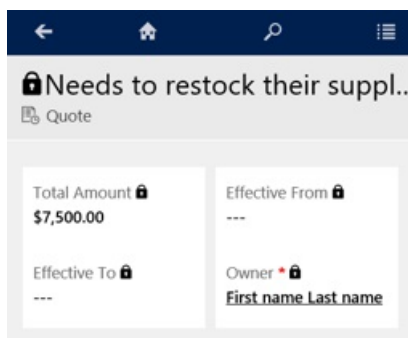 Needs to restock their suppl..
Quote
Total Amount
$7,500.00
Effective From
---
Effective To
---
Owner *
First name Last name